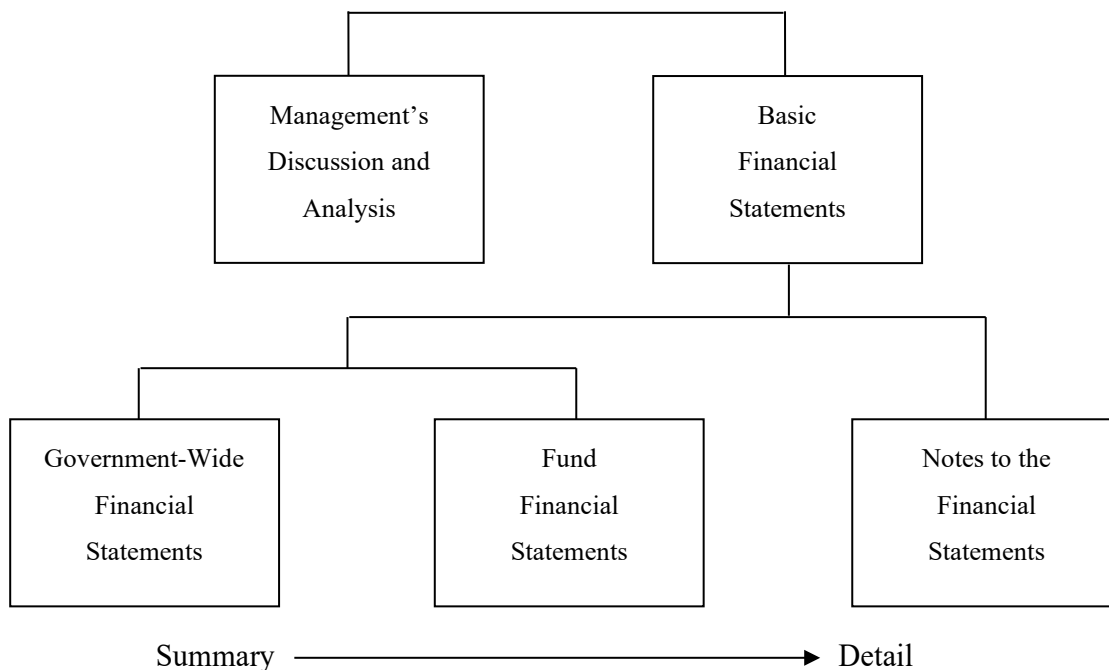 Management’s
Discussion and
Analysis
Basic
Financial
Statements
Government-Wide
Financial
Statements
Fund
Financial
Statements
Notes to the
Financial
Statements
Summary
Detail